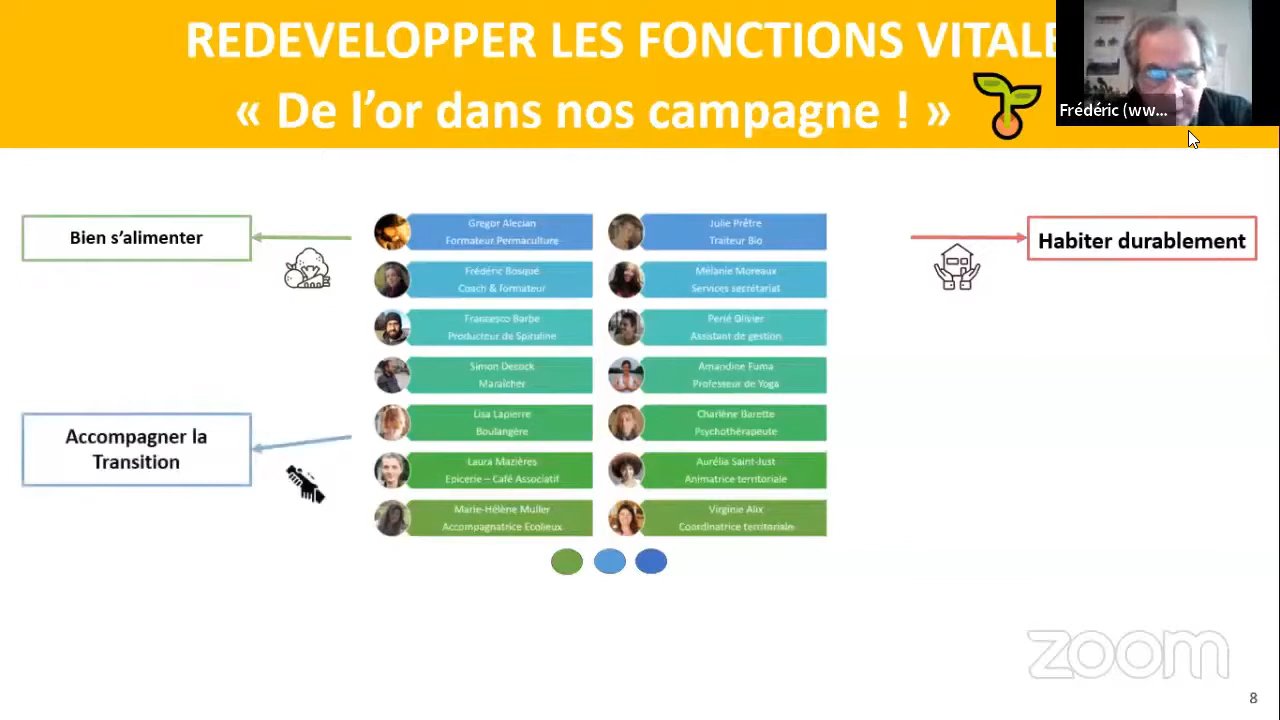 REDEVELOPPER LES FONCTIONS VITALE
« De l'or dans nos campagne ! »
Frédéric (ww...
Bien s'alimenter
Habiter durablement
Accompagner la
Transition
Gregor Alecian
Formateur Permaculture
Frédéric Bosqué
Coach & formateur
Francesco Barbe
Producteur de Spiruline
Simon Decock
Maraîcher
Lisa Lapierre
Boulangère
Laura Mazières
Epicerie – Café Associatif
Marie-Hélène Muller
Accompagnatrice Ecolieux
Julie Prêtre
Traiteur Bio
Mélanie Moreaux
Services secrétariat
Olivier
Assistant de gestion
Amandine Fuma
Professeur de Yoga
Charlène Barette
Psychothérapeute
Aurélia Saint-Just
Animatrice territoriale
Virginie Alix
Coordinatrice territoriale
zoom
8